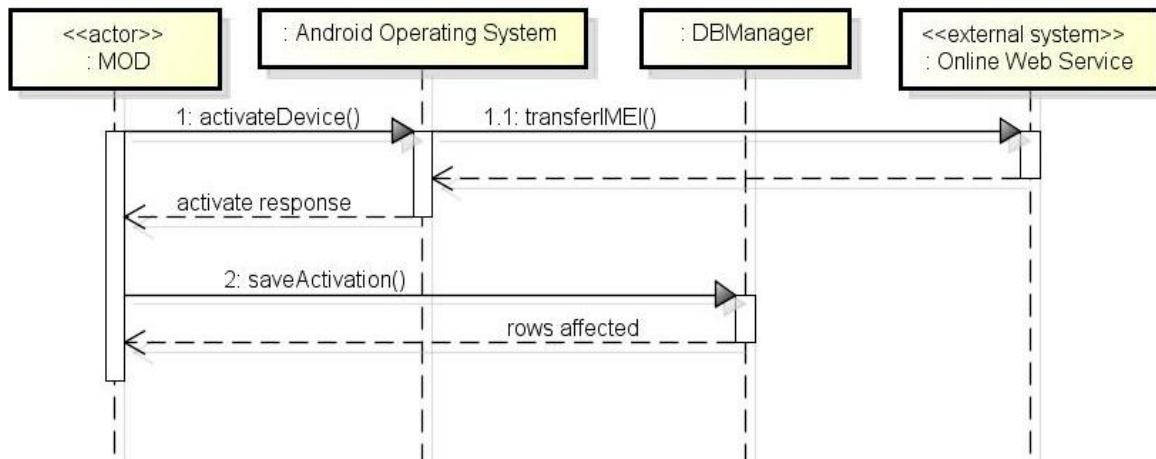 <<actor>>
: MOD
: Android Operating System
: DBManager
<<external system>>
: Online Web Service
1: activateDevice()
1.1: transferIMEI()
activate response
2: saveActivation()
rows affected